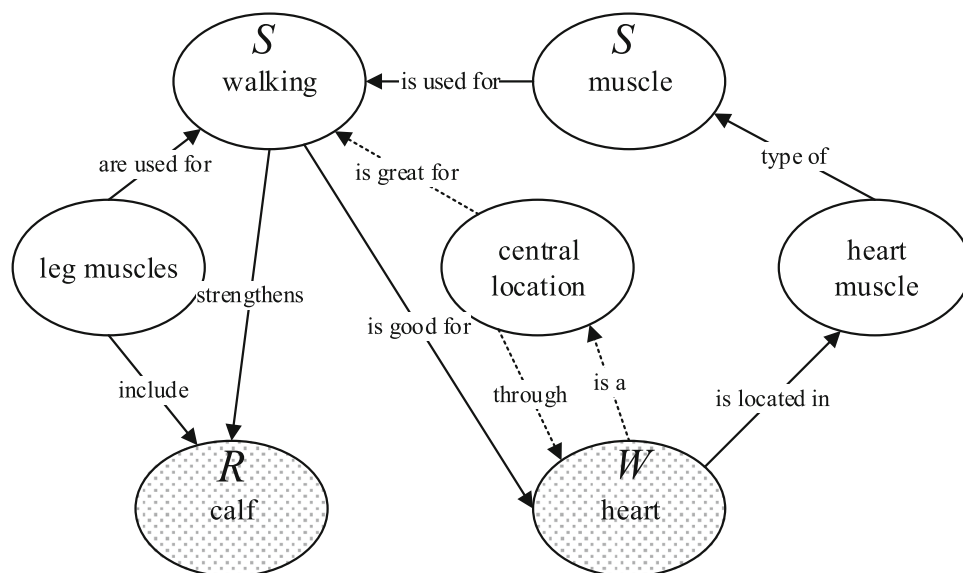 S
walking
is used for
S
muscle
are used for
is great for
type of
leg muscles
central
location
heart
muscle
strengthens
is good for
include
through
is a
is located in
R
calf
W
heart